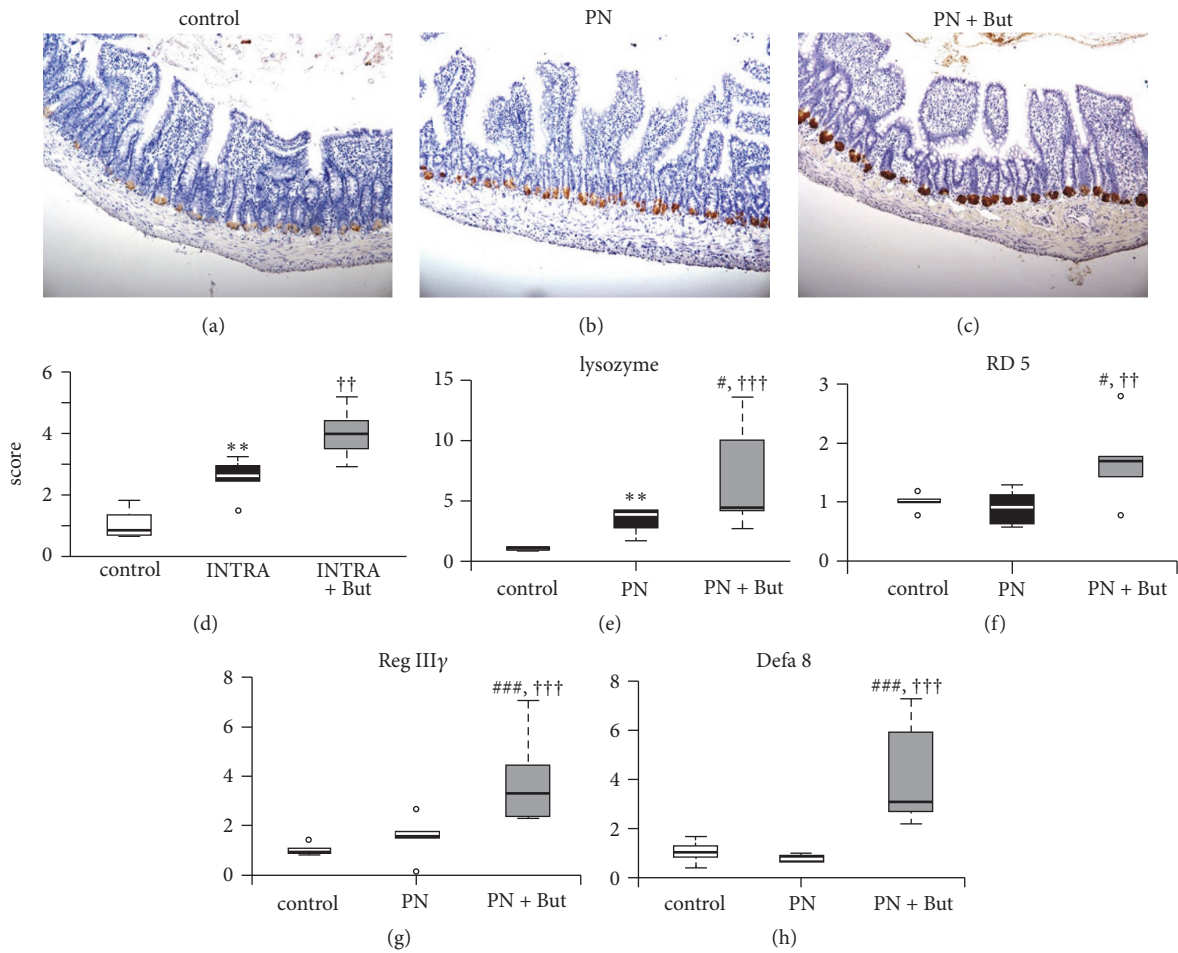 control
PN
PN + But
(a)
(b)
(c)
6
4
2
0
score
**
††
control
INTRA
INTRA
+ But
(d)
lysozyme
15
10
5
0
**
#, †††
control
PN
PN + But
(e)
RD 5
3
2
1
0
#, ††
control
PN
PN + But
(f)
Reg IIIγ
8
6
4
2
0
###, †††
control
PN
PN + But
(g)
Defa 8
8
6
4
2
0
###, †††
control
PN
PN + But
(h)